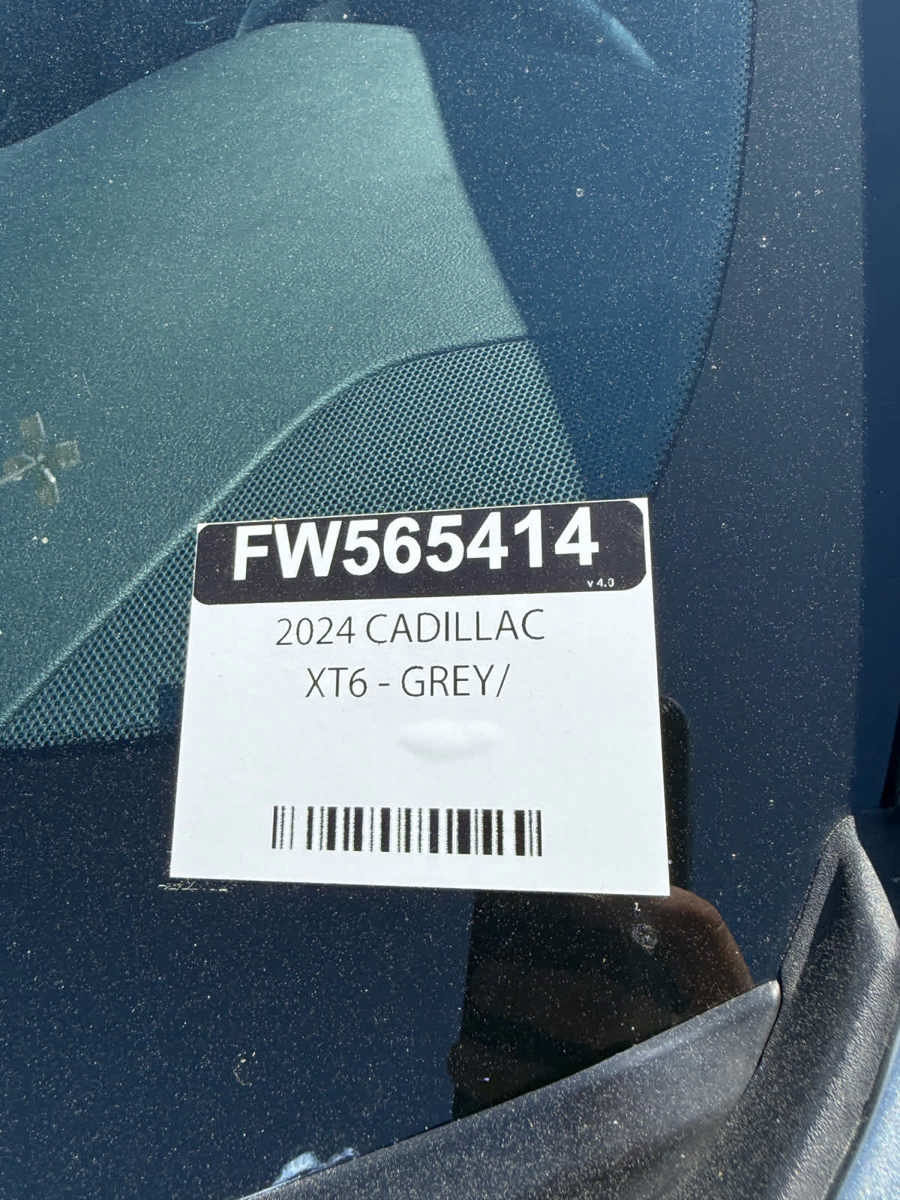 FW565414
v 4.0
2024 CADILLAC
XT6 - GREY/